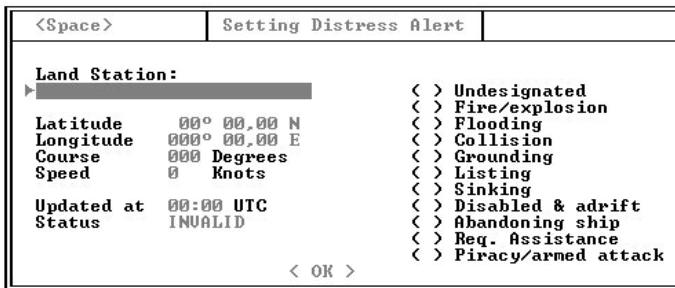 <Space> Setting Distress Alert
Land Station:
( ) Undesignated
( ) Fire/explosion
Latitude 00° 00,00 N ( ) Flooding
Longitude 000° 00,00 E ( ) Collision
Course 000 Degrees ( ) Grounding
Speed 0 Knots ( ) Listing
( ) Sinking
Updated at 00:00 UTC ( ) Disabled & adrift
Status INVALID ( ) Abandoning ship
( ) Req. Assistance
( ) Piracy/armed attack
< OK >